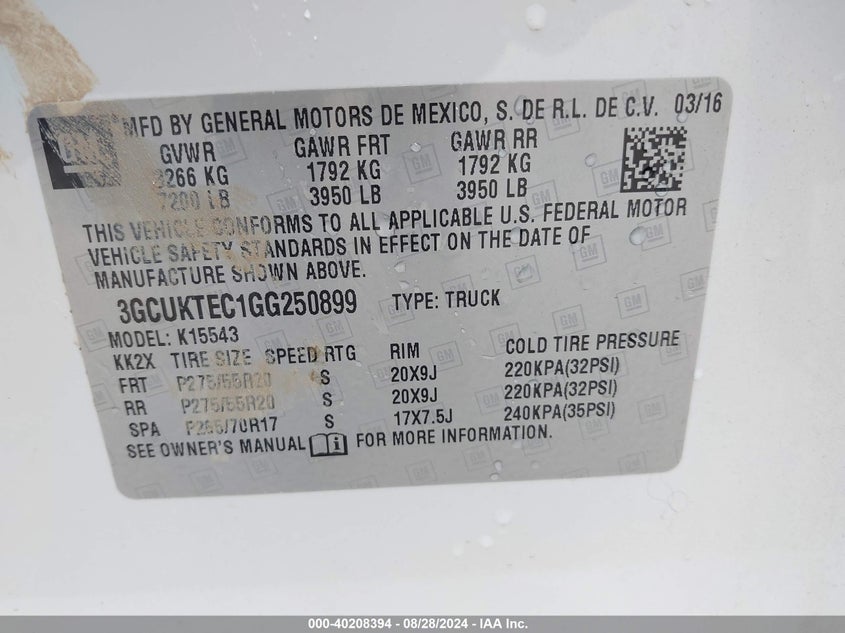 GM
MFD BY GENERAL MOTORS DE MEXICO, S. DE R.L. DE C.V. 03/16
GVWR GAWR FRT GAWR RR
3266 KG 1792 KG 1792 KG
7200 LB 3950 LB 3950 LB
THIS VEHICLE CONFORMS TO ALL APPLICABLE U.S. FEDERAL MOTOR
VEHICLE SAFETY STANDARDS IN EFFECT ON THE DATE OF
MANUFACTURE SHOWN ABOVE.
3GCUKTEC1GG250899 TYPE: TRUCK
MODEL: K15543
KK2X TIRE SIZE SPEED RTG RIM COLD TIRE PRESSURE
FRT P275/55R20 S 20X9J 220KPA(32PSI)
RR P275/55R20 S 20X9J 220KPA(32PSI)
SPA P265/70R17 S 17X7.5J 240KPA(35PSI)
SEE OWNER'S MANUAL FOR MORE INFORMATION.
000-40208394 - 08/28/2024 - IAA Inc.